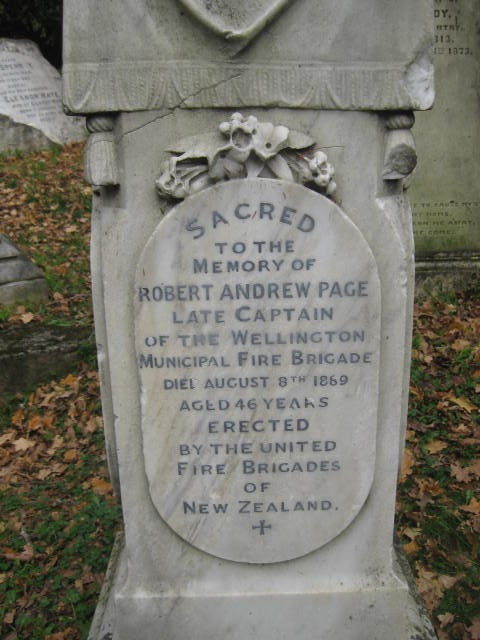 SACRED
TO THE
MEMORY OF
ROBERT ANDREW PAGE
LATE CAPTAIN
OF THE WELLINGTON
MUNICIPAL FIRE BRIGADE
DIED AUGUST 8TH 1869
AGED 46 YEARS
ERECTED
BY THE UNITED
FIRE BRIGADES
OF
NEW ZEALAND.